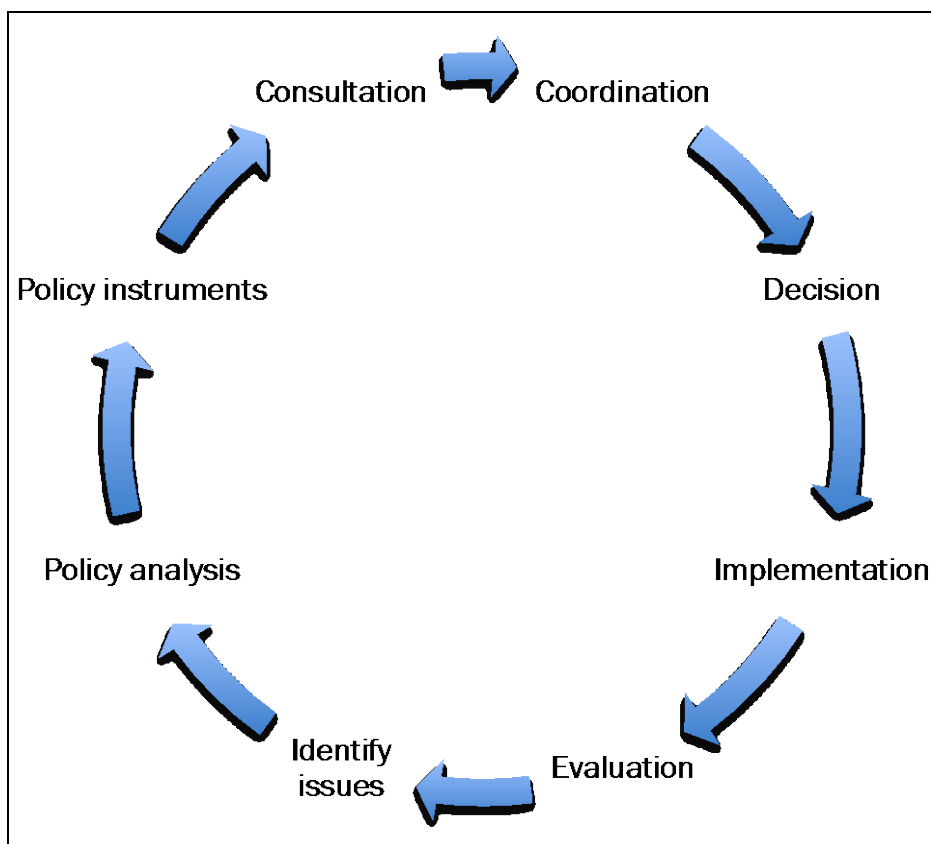 Consultation
Coordination
Policy instruments
Decision
Policy analysis
Implementation
Identify
issues
Evaluation